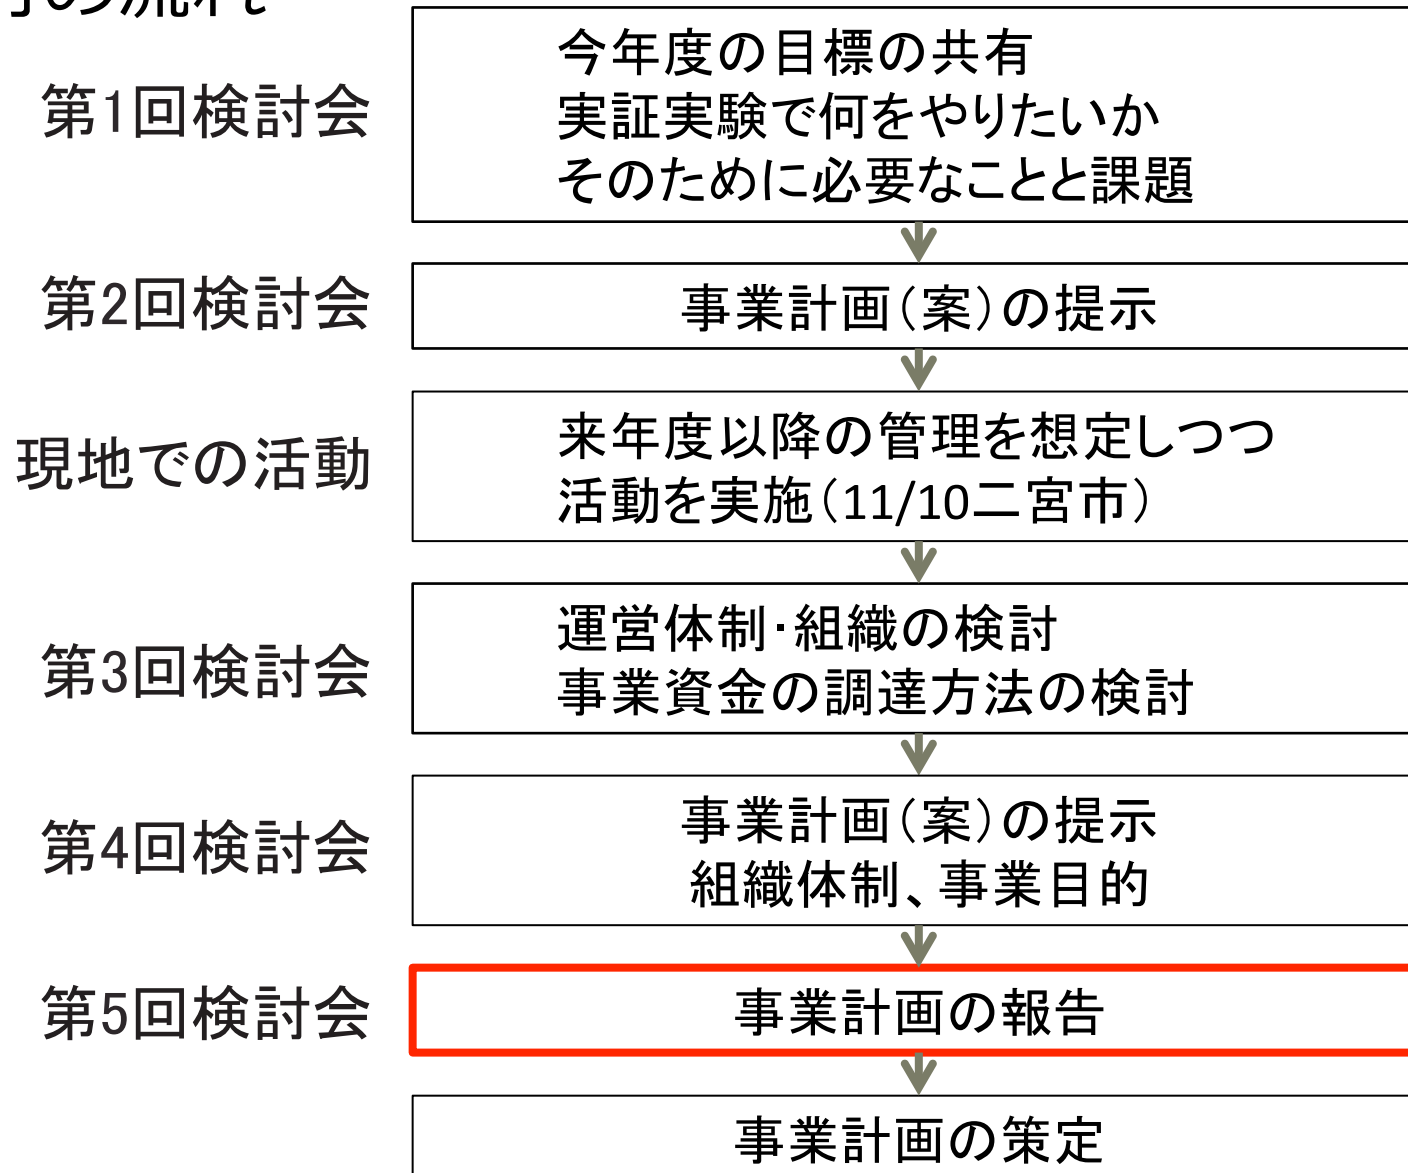 の流れ
第1回検討会
今年度の目標の共有
実証実験で何をやりたいか
そのために必要なことと課題
第2回検討会
事業計画(案)の提示
現地での活動
来年度以降の管理を想定しつつ
活動を実施(11/10二宮市)
第3回検討会
運営体制・組織の検討
事業資金の調達方法の検討
第4回検討会
事業計画(案)の提示
組織体制、事業目的
第5回検討会
事業計画の報告
事業計画の策定